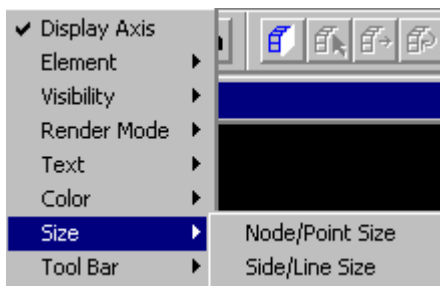 Display Axis
Element
Visibility
Render Mode
Text
Color
Size
Node/Point Size
Tool Bar
Side/Line Size